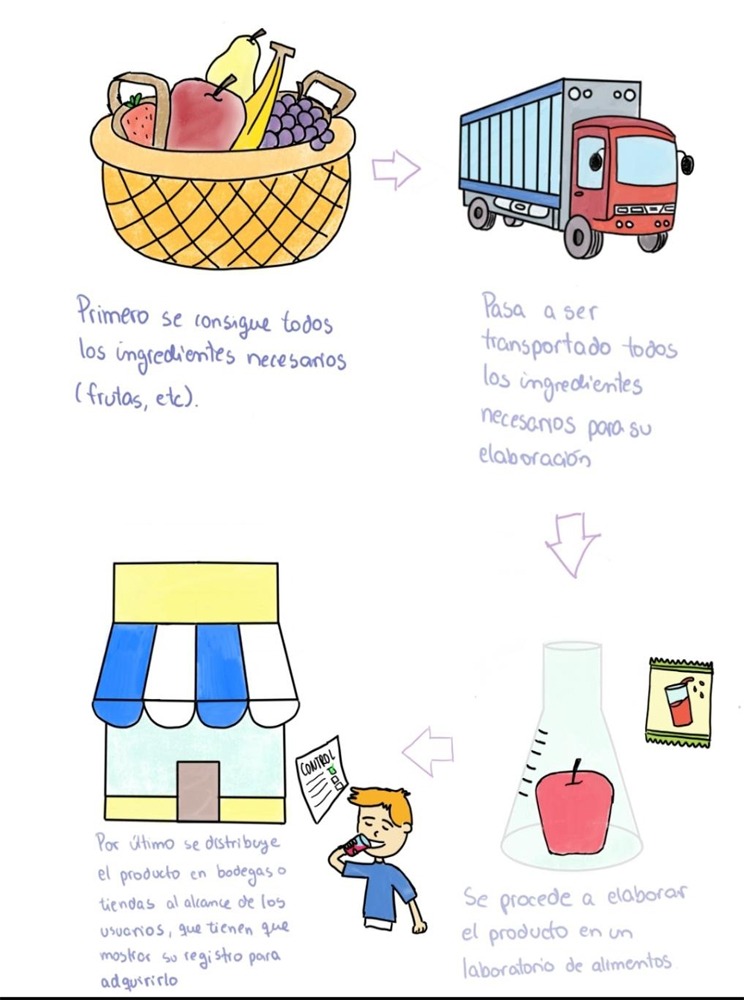 Primero se consigue todos
los ingredientes necesarios
(frutas, etc).
Pasa a ser
transportado todos
los ingredientes
necesarios para su
elaboración
Se procede a elaborar
el producto en un
laboratorio de alimentos
CONTROL
Por último se distribuye
el producto en bodegas o
tiendas al alcance de los
usuarios, que tienen que
mostrar su registro para
adquirirlo